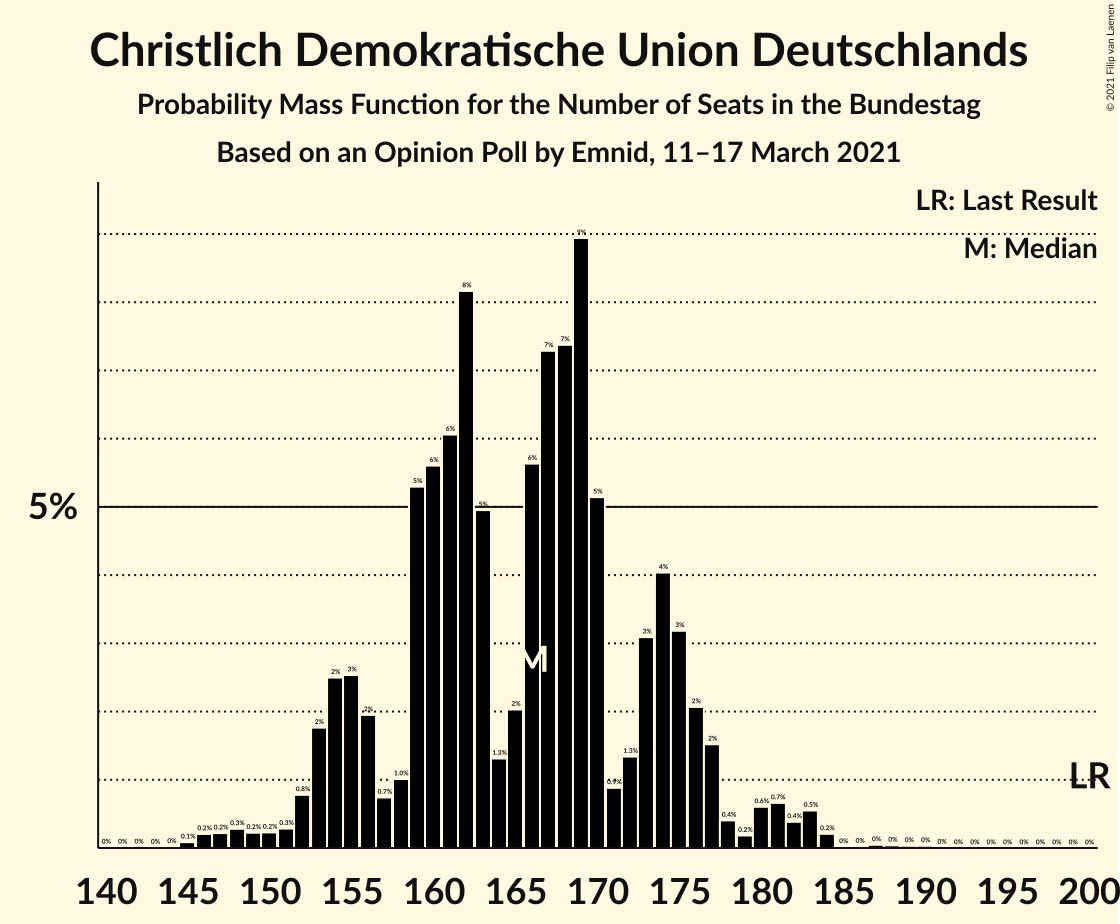 Christlich Demokratische Union Deutschlands
Probability Mass Function for the Number of Seats in the Bundestag
Based on an Opinion Poll by Emnid, 11–17 March 2021
© 2021 Filip van Laenen
LR: Last Result
M: Median
5%
0% 0% 0% 0% 0% 0.1% 0.2% 0.2% 0.3% 0.2% 0.2% 0.3% 0.8% 2% 2% 3% 2% 0.7% 1.0% 5% 6% 6% 8% 5% 1.3% 2% 6% 7% 7% 9% 5% 0.9% 1.3% 3% 4% 3% 2% 2% 0.4% 0.2% 0.6% 0.7% 0.4% 0.5% 0.2% 0% 0% 0% 0% 0% 0% 0% 0% 0% 0% 0% 0% 0% 0% 0% 0%
M
LR
140 145 150 155 160 165 170 175 180 185 190 195 200